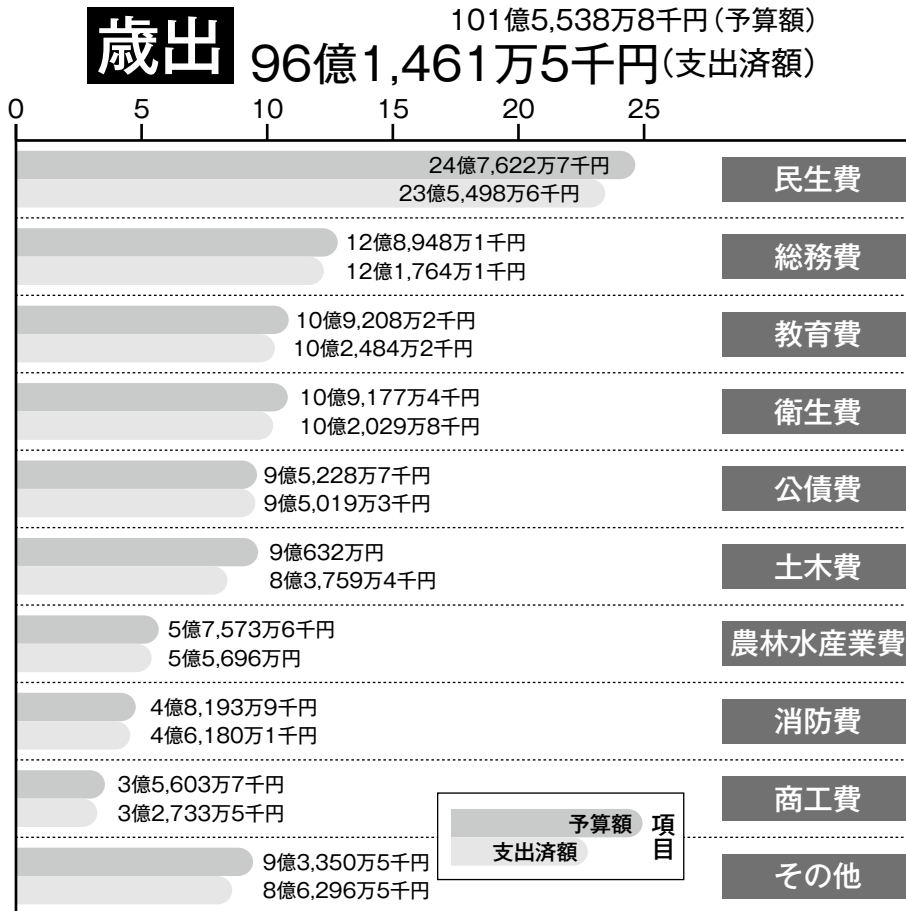 歳出
101億5,538万8千円(予算額)
96億1,461万5千円(支出済額)
0 5 10 15 20 25
24億7,622万7千円
23億5,498万6千円
民生費
12億8,948万1千円
12億1,764万1千円
総務費
10億9,208万2千円
10億2,484万2千円
教育費
10億9,177万4千円
10億2,029万8千円
衛生費
9億5,228万7千円
9億5,019万3千円
公債費
9億632万円
8億3,759万4千円
土木費
5億7,573万6千円
5億5,696万円
農林水産業費
4億8,193万9千円
4億6,180万1千円
消防費
3億5,603万7千円
3億2,733万5千円
商工費
予算額
支出済額
項目
9億3,350万5千円
8億6,296万5千円
その他